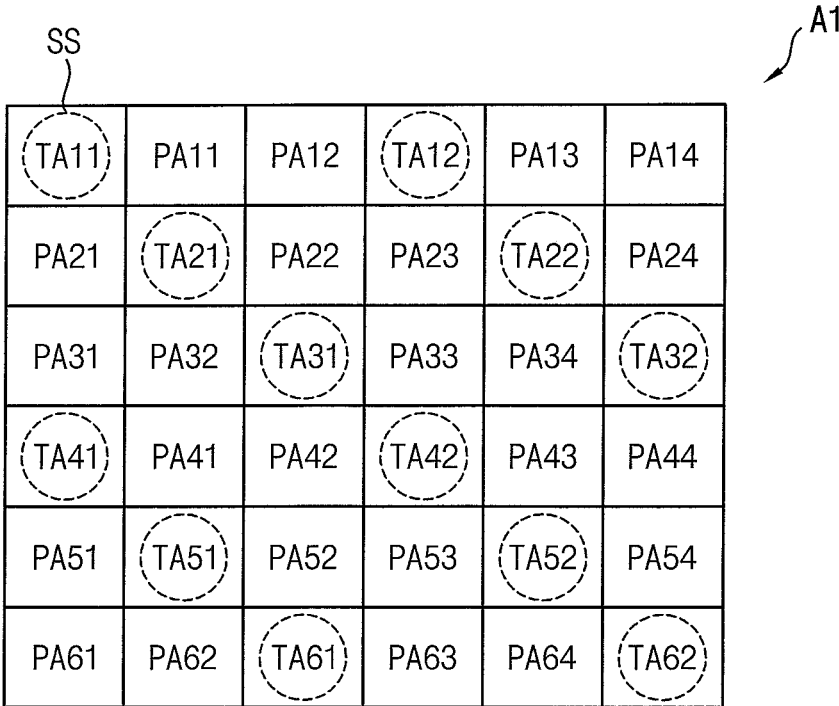 A1
SS
TA11 PA11 PA12 TA12 PA13 PA14
PA21 TA21 PA22 PA23 TA22 PA24
PA31 PA32 TA31 PA33 PA34 TA32
TA41 PA41 PA42 TA42 PA43 PA44
PA51 TA51 PA52 PA53 TA52 PA54
PA61 PA62 TA61 PA63 PA64 TA62